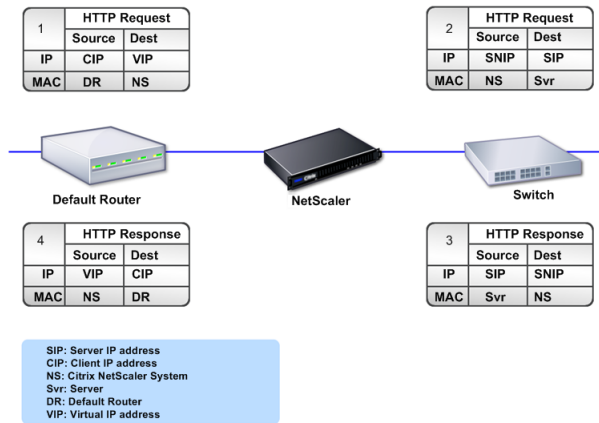 1 HTTP Request
Source Dest
IP CIP VIP
MAC DR NS
2 HTTP Request
Source Dest
IP SNIP SIP
MAC NS Svr
Default Router
NetScaler
Switch
4 HTTP Response
Source Dest
IP VIP CIP
MAC NS DR
3 HTTP Response
Source Dest
IP SIP SNIP
MAC Svr NS
SIP: Server IP address
CIP: Client IP address
NS: Citrix NetScaler System
Svr: Server
DR: Default Router
VIP: Virtual IP address